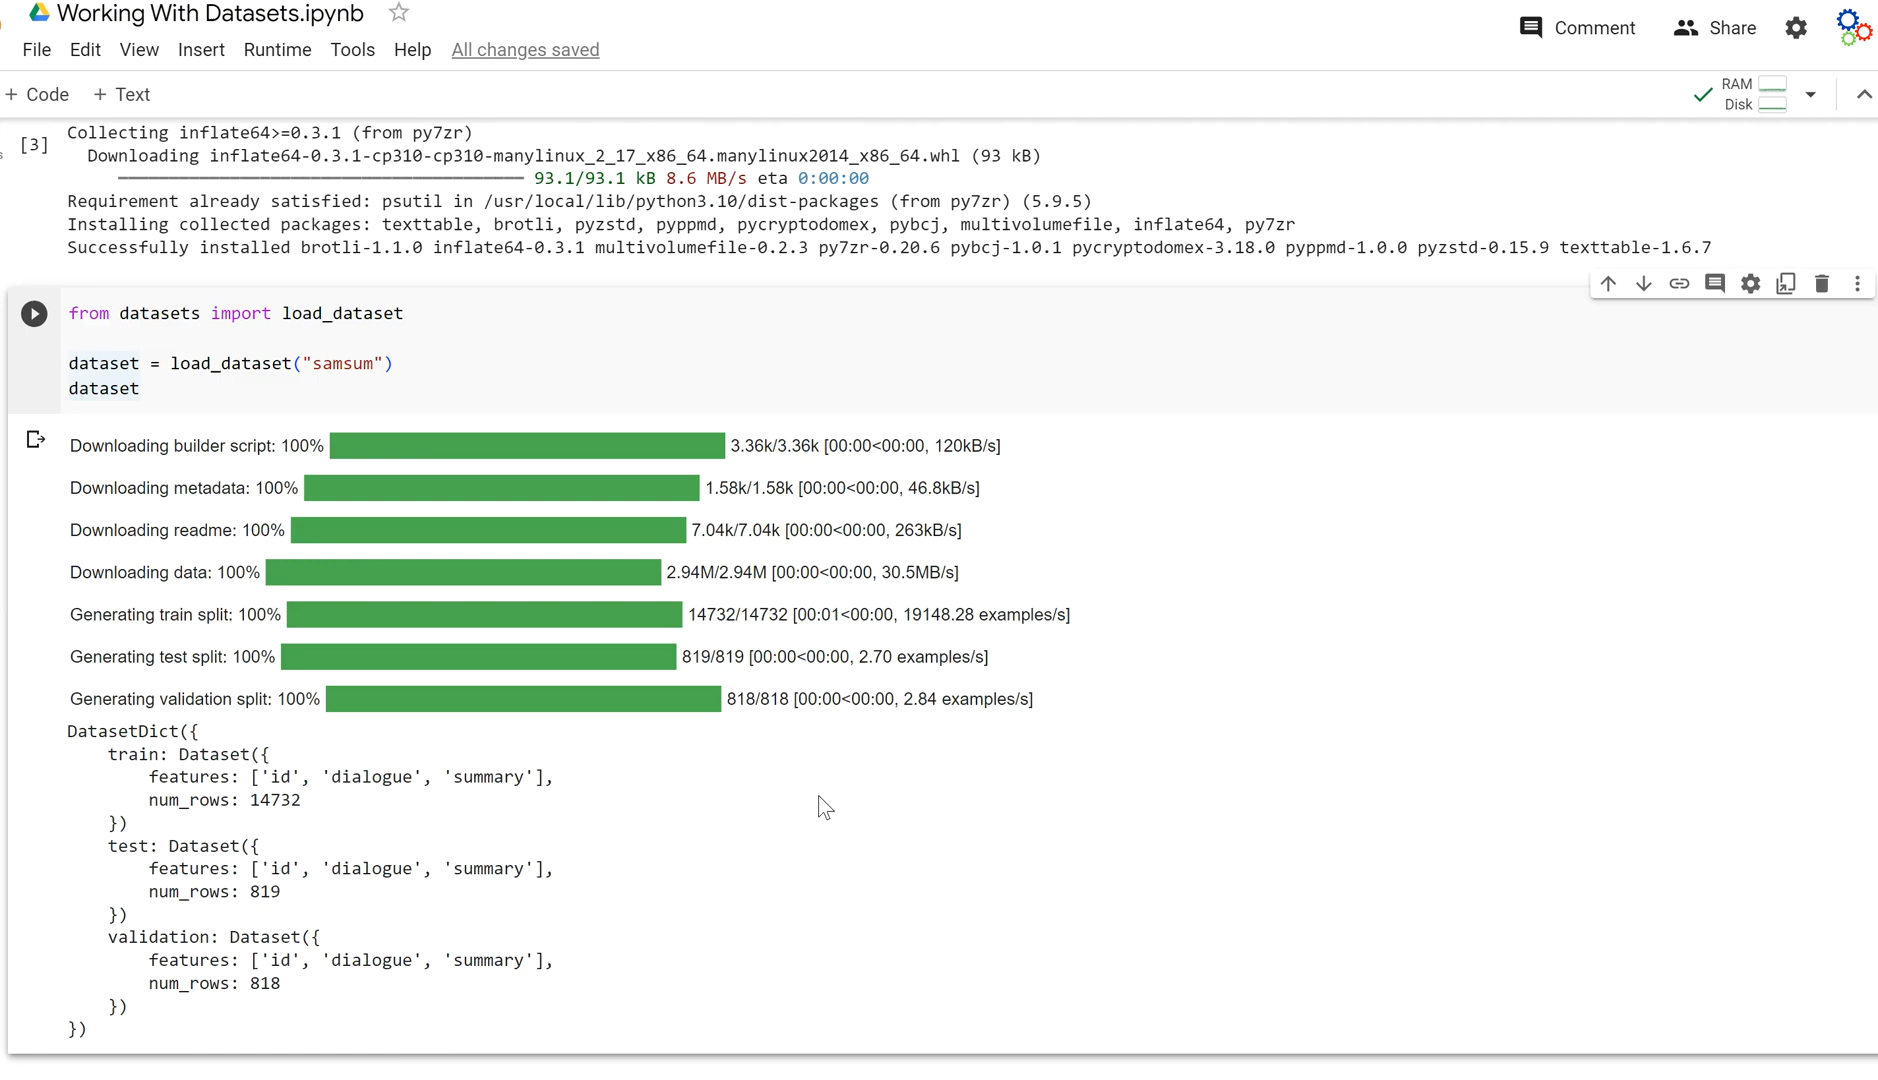 Working With Datasets.ipynb
File Edit View Insert Runtime Tools Help All changes saved
Comment Share
+ Code + Text
RAM
Disk
[3]
Collecting inflate64>=0.3.1 (from py7zr)
Downloading inflate64-0.3.1-cp310-cp310-manylinux_2_17_x86_64.manylinux2014_x86_64.whl (93 kB)
93.1/93.1 kB 8.6 MB/s eta 0:00:00
Requirement already satisfied: psutil in /usr/local/lib/python3.10/dist-packages (from py7zr) (5.9.5)
Installing collected packages: texttable, brotli, pyzstd, pyppmd, pycryptodomex, pybcj, multivolumefile, inflate64, py7zr
Successfully installed brotli-1.1.0 inflate64-0.3.1 multivolumefile-0.2.3 py7zr-0.20.6 pybcj-1.0.1 pycryptodomex-3.18.0 pyppmd-1.0.0 pyzstd-0.15.9 texttable-1.6.7
from datasets import load_dataset
dataset = load_dataset("samsum")
dataset
Downloading builder script: 100% 3.36k/3.36k [00:00<00:00, 120kB/s]
Downloading metadata: 100% 1.58k/1.58k [00:00<00:00, 46.8kB/s]
Downloading readme: 100% 7.04k/7.04k [00:00<00:00, 263kB/s]
Downloading data: 100% 2.94M/2.94M [00:00<00:00, 30.5MB/s]
Generating train split: 100% 14732/14732 [00:01<00:00, 19148.28 examples/s]
Generating test split: 100% 819/819 [00:00<00:00, 2.70 examples/s]
Generating validation split: 100% 818/818 [00:00<00:00, 2.84 examples/s]
DatasetDict({
    train: Dataset({
        features: ['id', 'dialogue', 'summary'],
        num_rows: 14732
    })
    test: Dataset({
        features: ['id', 'dialogue', 'summary'],
        num_rows: 819
    })
    validation: Dataset({
        features: ['id', 'dialogue', 'summary'],
        num_rows: 818
    })
})